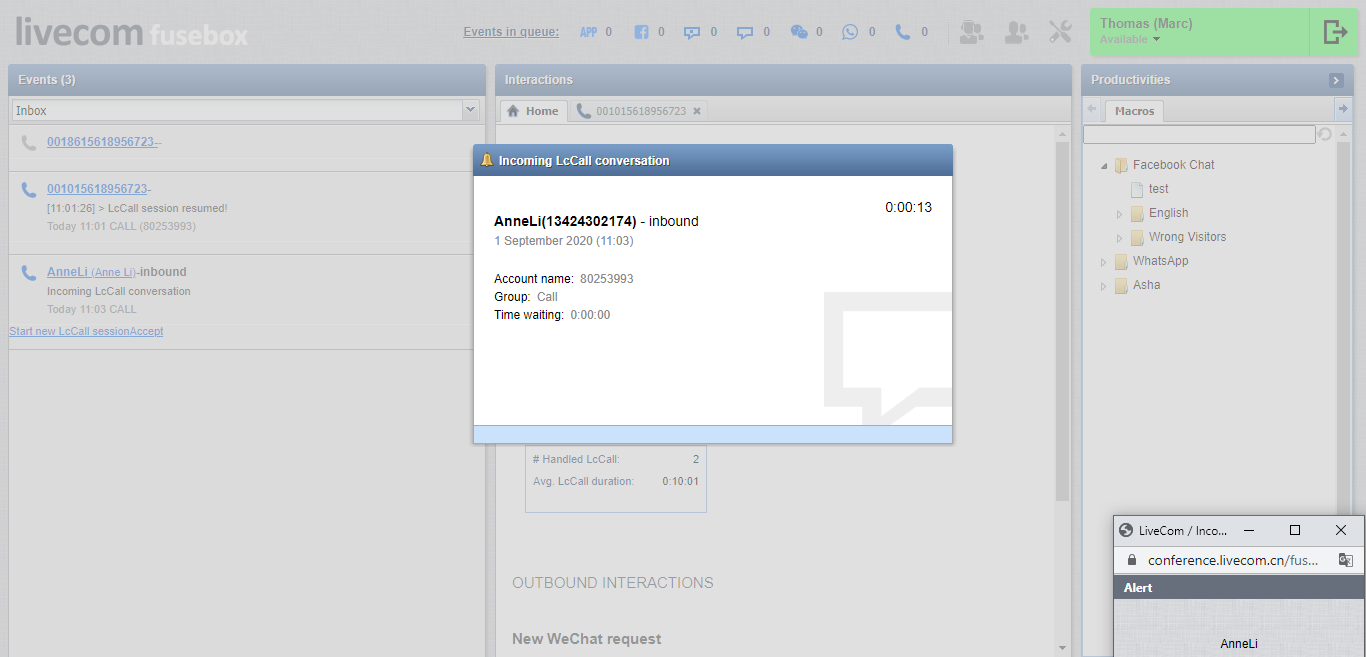 livecom fusebox
Events in queue: APP 0 0 0 0 0 0 0
Thomas (Marc)
Available
Events (3)
Inbox
0018615618956723--
001015618956723-
[11:01:26] > LcCall session resumed!
Today 11:01 CALL (80253993)
AnneLi (Anne Li)-inbound
Incoming LcCall conversation
Today 11:03 CALL
Start new LcCall sessionAccept
Interactions
Home 001015618956723
Incoming LcCall conversation
0:00:13
AnneLi(13424302174) - inbound
1 September 2020 (11:03)
Account name: 80253993
Group: Call
Time waiting: 0:00:00
# Handled LcCall: 2
Avg. LcCall duration: 0:10:01
OUTBOUND INTERACTIONS
New WeChat request
Productivities
Macros
Facebook Chat
test
English
Wrong Visitors
WhatsApp
Asha
LiveCom / Inco...
conference.livecom.cn/fus...
Alert
AnneLi